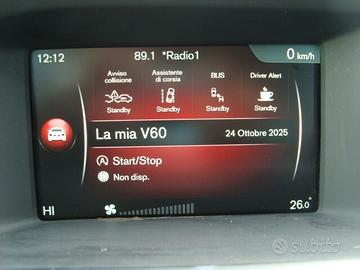 12:12 89.1 *Radio1 0 km/h
Avviso collisione
Standby
Assistente di corsia
Standby
BLIS
Standby
Driver Alert
Standby
La mia V60 24 Ottobre 2025
Start/Stop
Non disp.
HI 26.0
subito